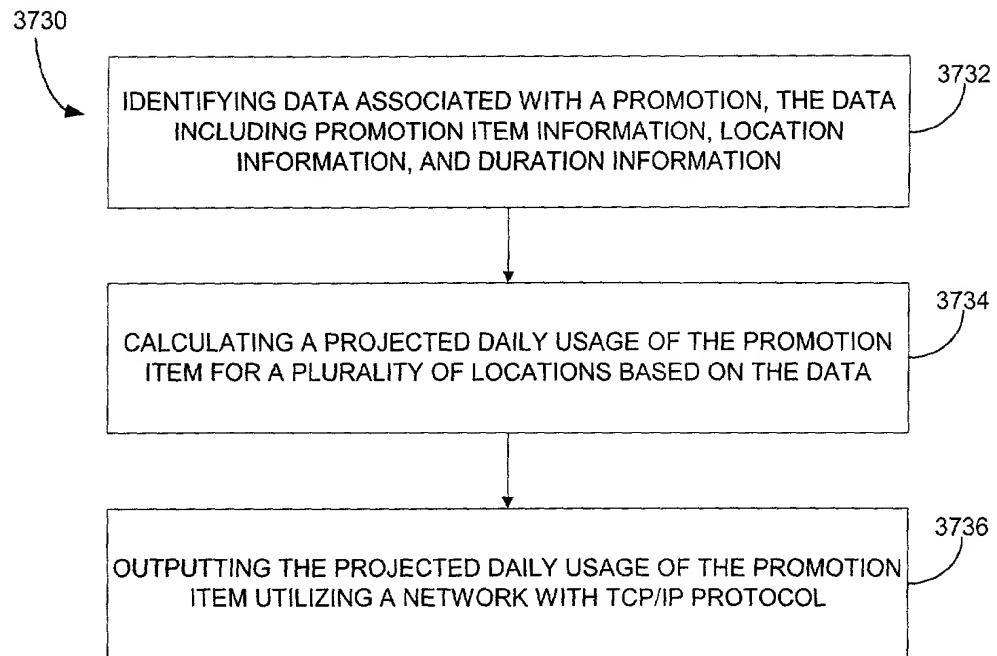 3730
3732
IDENTIFYING DATA ASSOCIATED WITH A PROMOTION, THE DATA
INCLUDING PROMOTION ITEM INFORMATION, LOCATION
INFORMATION, AND DURATION INFORMATION
3734
CALCULATING A PROJECTED DAILY USAGE OF THE PROMOTION
ITEM FOR A PLURALITY OF LOCATIONS BASED ON THE DATA
3736
OUTPUTTING THE PROJECTED DAILY USAGE OF THE PROMOTION
ITEM UTILIZING A NETWORK WITH TCP/IP PROTOCOL